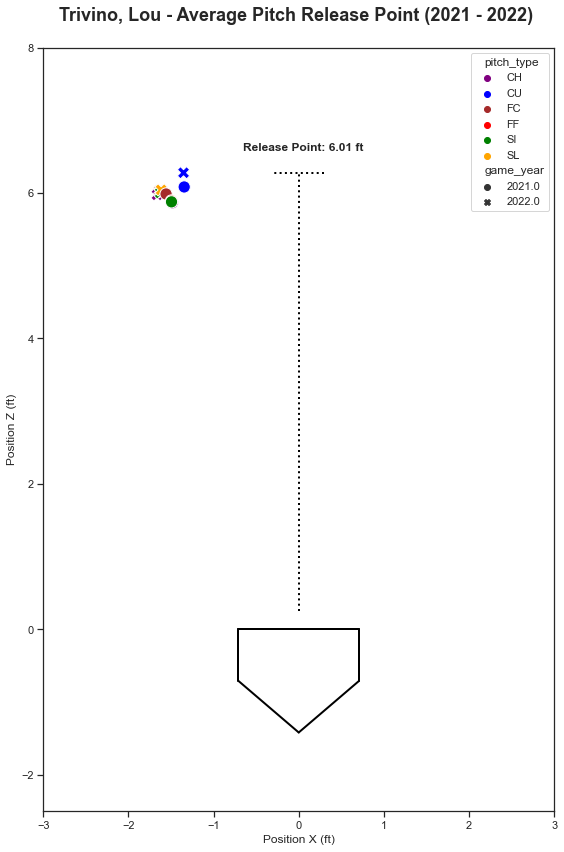 Trivino, Lou - Average Pitch Release Point (2021 - 2022)
pitch_type
CH
CU
FC
FF
SI
SL
game_year
2021.0
2022.0
Release Point: 6.01 ft
8
6
4
2
0
−2
Position Z (ft)
−3
−2
−1
0
1
2
3
Position X (ft)